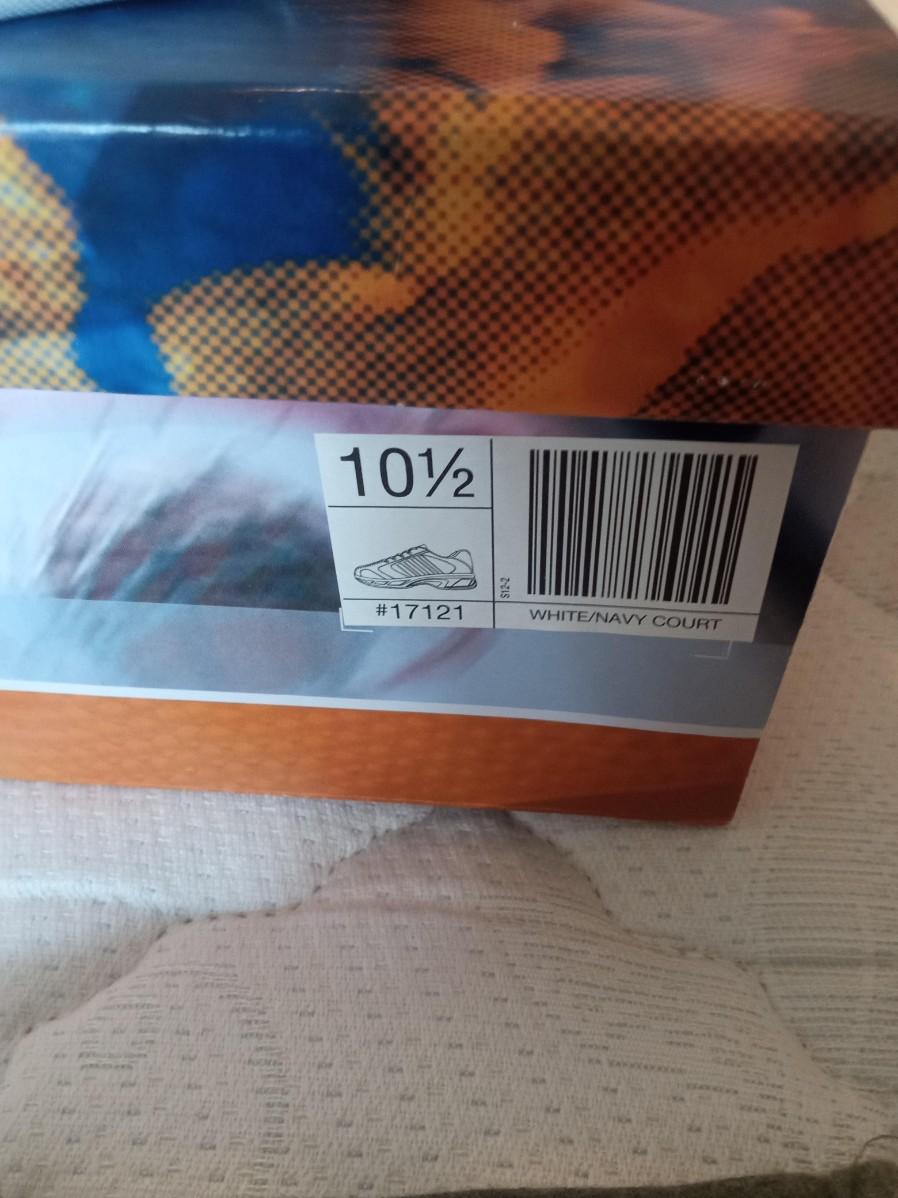 10½
#17121
S12-2
WHITE/NAVY COURT